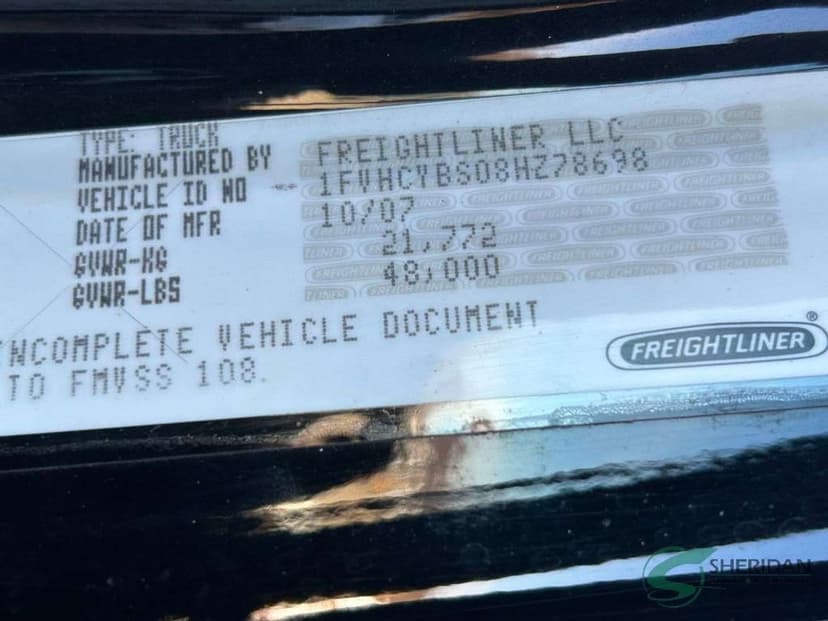 TYPE: TRUCK
MANUFACTURED BY FREIGHTLINER LLC
VEHICLE ID NO 1FVHCYBS08HZ78698
DATE OF MFR 10/07
GVWR-KG 21,772
GVWR-LBS 48,000
INCOMPLETE VEHICLE DOCUMENT
TO FMVSS 108.
FREIGHTLINER®
SHERIDAN